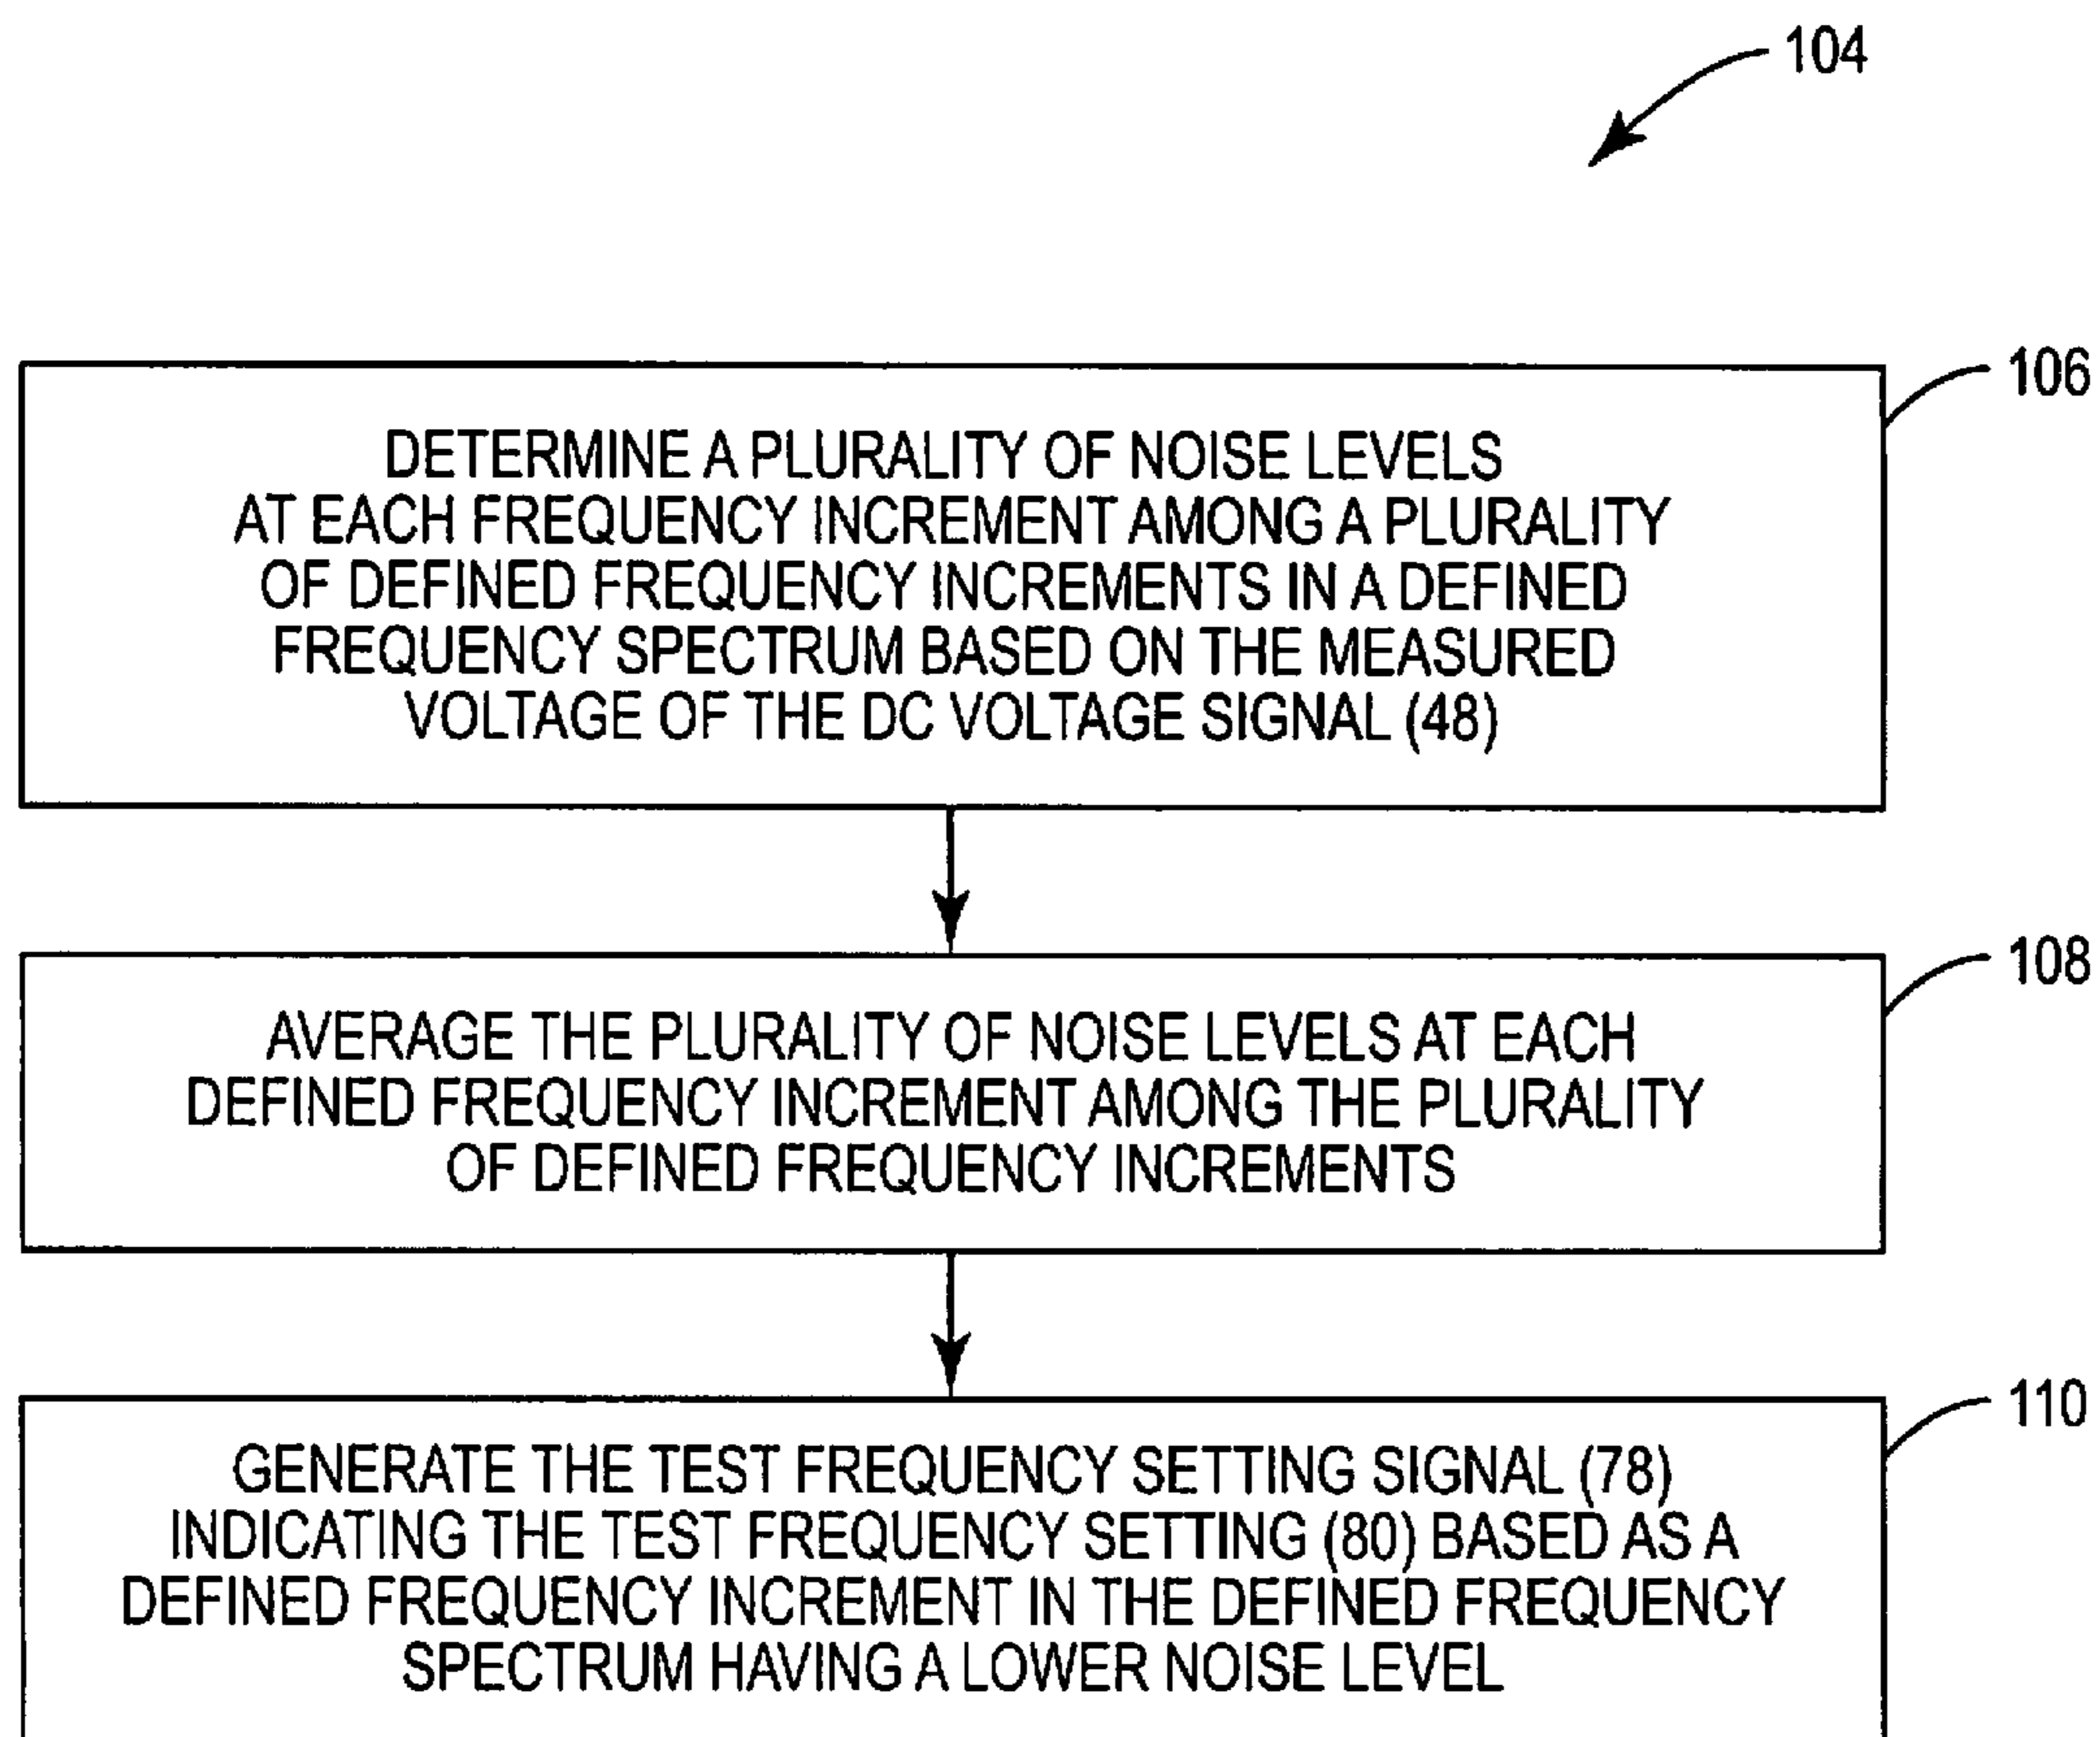 104
106
DETERMINE A PLURALITY OF NOISE LEVELS
AT EACH FREQUENCY INCREMENT AMONG A PLURALITY
OF DEFINED FREQUENCY INCREMENTS IN A DEFINED
FREQUENCY SPECTRUM BASED ON THE MEASURED
VOLTAGE OF THE DC VOLTAGE SIGNAL (48)
108
AVERAGE THE PLURALITY OF NOISE LEVELS AT EACH
DEFINED FREQUENCY INCREMENT AMONG THE PLURALITY
OF DEFINED FREQUENCY INCREMENTS
110
GENERATE THE TEST FREQUENCY SETTING SIGNAL (78)
INDICATING THE TEST FREQUENCY SETTING (80) BASED AS A
DEFINED FREQUENCY INCREMENT IN THE DEFINED FREQUENCY
SPECTRUM HAVING A LOWER NOISE LEVEL